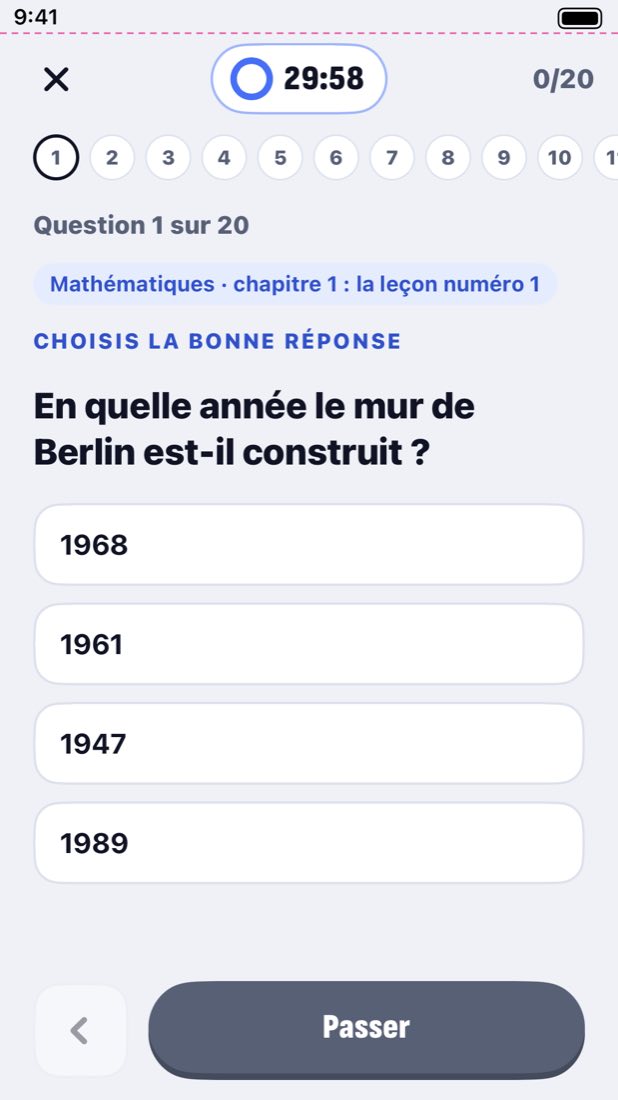 9:41
29:58
0/20
1 2 3 4 5 6 7 8 9 10
Question 1 sur 20
Mathématiques · chapitre 1 : la leçon numéro 1
CHOISIS LA BONNE RÉPONSE
En quelle année le mur de
Berlin est-il construit ?
1968
1961
1947
1989
Passer